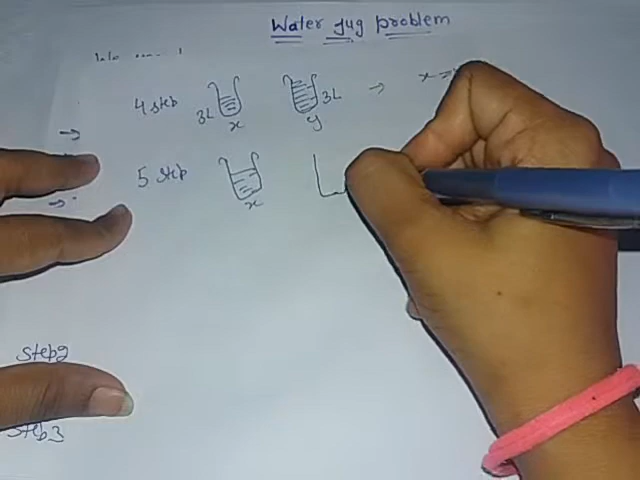 Water jug problem
4 step 3L x 3L y → x →
→
5 step x
→
Step2
Step3